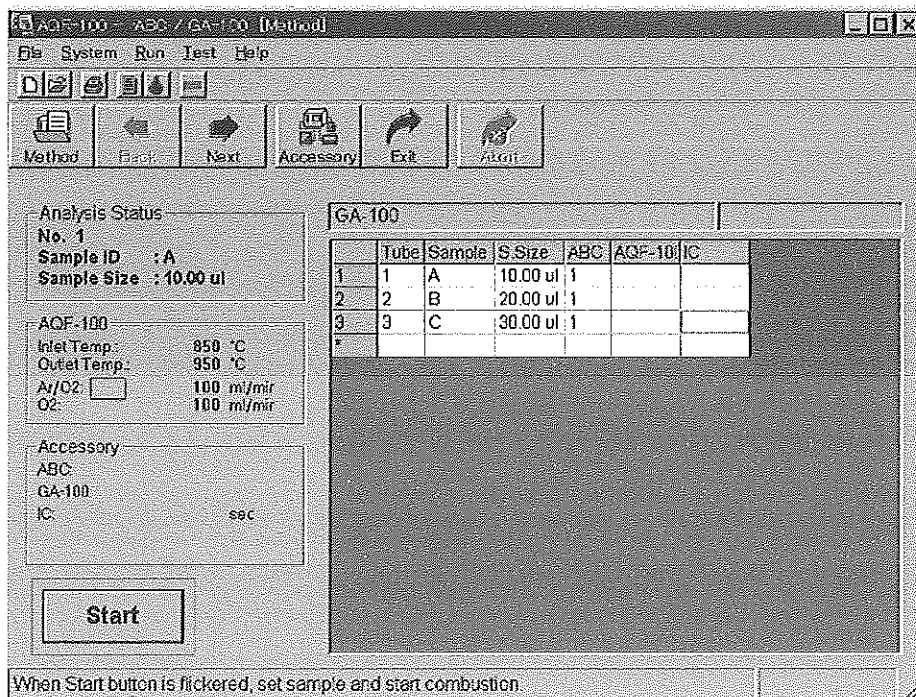 AQF-100 - ABC / GA-100 [Method]
File System Run Test Help
Method Back Next Accessory Exit Alarm
Analysis Status
No. 1
Sample ID : A
Sample Size : 10.00 ul
AQF-100
Inlet Temp.: 850 °C
Outlet Temp.: 950 °C
Ar/O2: 100 ml/min
O2: 100 ml/min
Accessory
ABC
GA-100
IC: sec
Start
GA-100
Tube Sample S.Size ABC AQF-10 IC
1 1 A 10.00 ul 1
2 2 B 20.00 ul 1
3 3 C 30.00 ul 1
*
When Start button is flickered, set sample and start combustion.